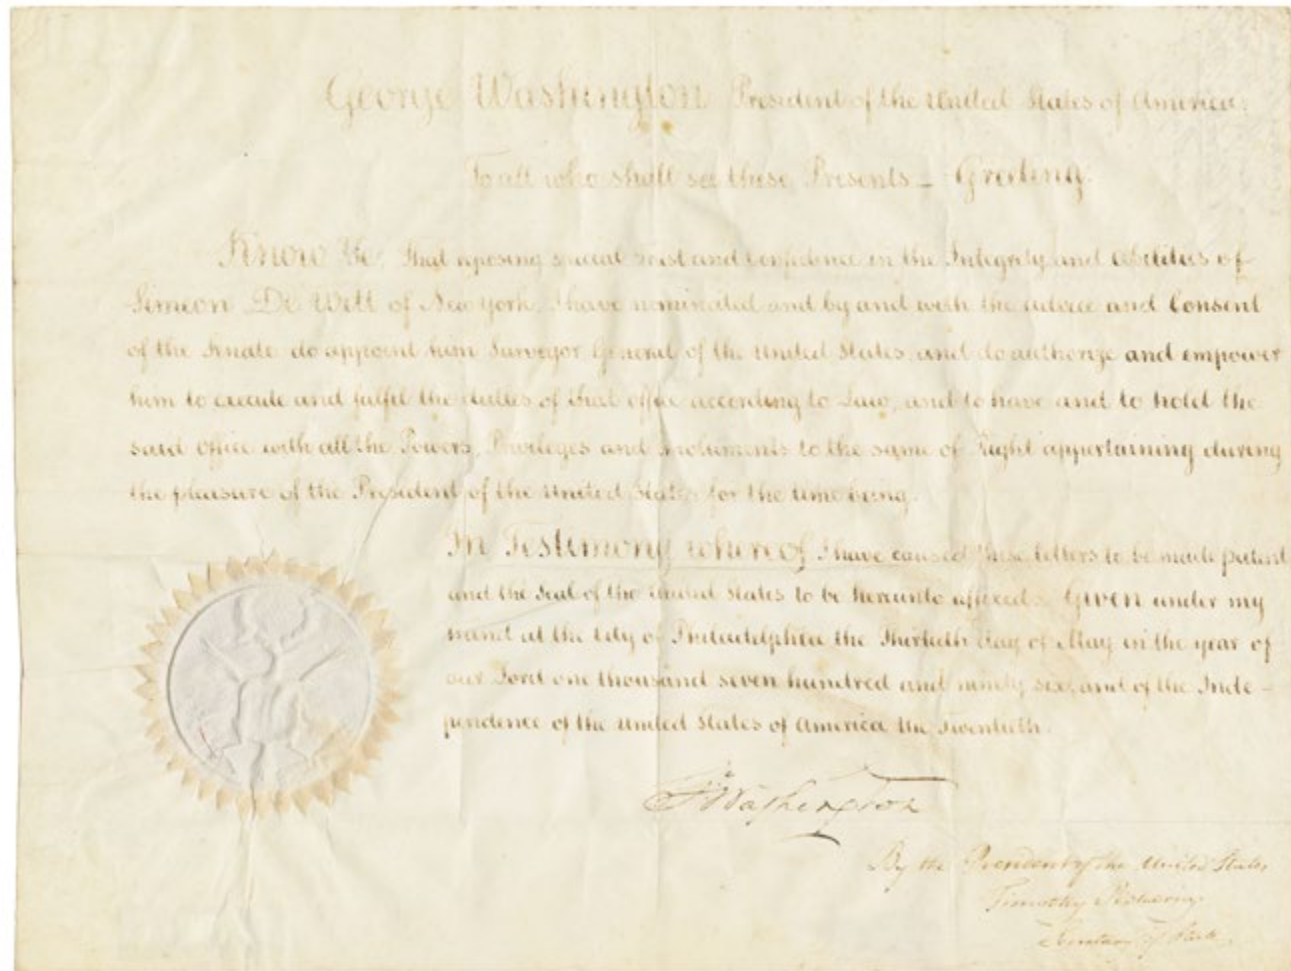 George Washington President of the United States of America.
To all who shall see these Presents — Greeting.
Know Ye, That reposing special Trust and Confidence in the Integrity and Abilities of
Simeon De Witt of New york, I have nominated and by and with the advice and Consent
of the Senate do appoint him Surveyor General of the United States, and do authorize and empower
him to execute and fulfil the duties of that office according to Law; and to have and to hold the
said Office with all the Powers, Privileges and Emoluments to the same of Right appertaining during
the pleasure of the President of the United States for the time being.
In Testimony whereof I have caused these letters to be made patent
and the Seal of the United States to be hereunto affixed. Given under my
hand at the City of Philadelphia the Thirtieth day of May in the year of
our Lord one thousand seven hundred and ninety six, and of the Inde-
pendence of the United States of America the Twentieth.
G Washington
By the President of the United States
Timothy Pickering
Secretary of State